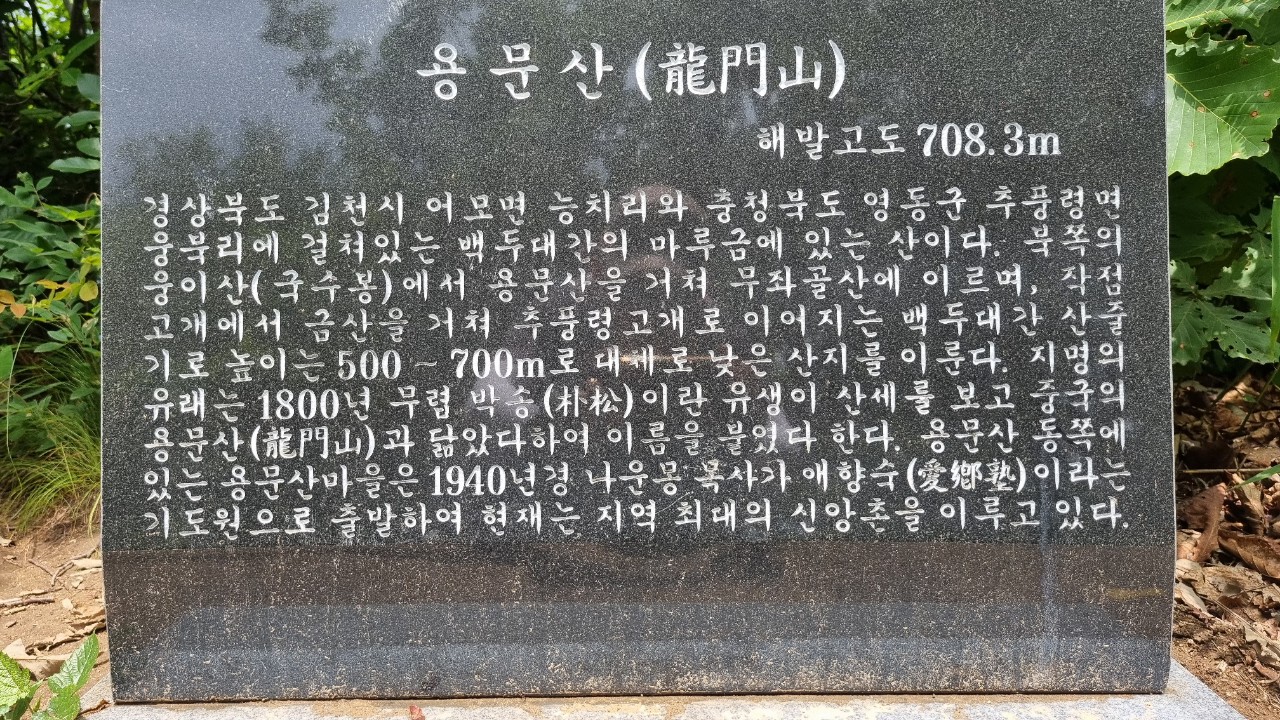 용문산(龍門山)
해발고도 708.3m
경상북도 김천시 어모면 능치리와 충청북도 영동군 추풍령면
웅북리에 걸쳐있는 백두대간의 마루금에 있는 산이다. 북쪽의
웅이산(국수봉)에서 용문산을 거쳐 무좌골산에 이르며, 작점
고개에서 금산을 거쳐 추풍령고개로 이어지는 백두대간 산줄
기로 높이는 500 ~ 700m로 대체로 낮은 산지를 이룬다. 지명의
유래는 1800년 무렵 박송(朴松)이란 유생이 산세를 보고 중국의
용문산(龍門山)과 닮았다하여 이름을 붙였다 한다. 용문산 동쪽에
있는 용문산마을은 1940년경 나운몽 목사가 애향숙(愛鄕塾)이라는
기도원으로 출발하여 현재는 지역 최대의 신앙촌을 이루고 있다.